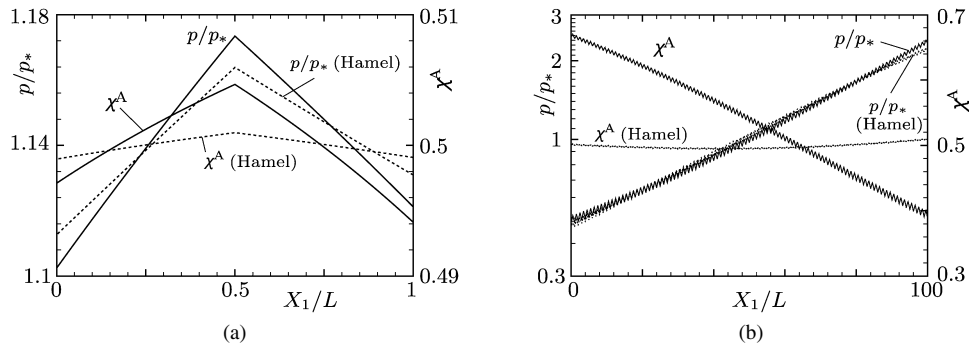 1.18
1.14
1.1
p/p*
0.51
0.5
0.49
χA
p/p*
p/p* (Hamel)
χA
χA (Hamel)
0
0.5
1
X1/L
(a)
3
2
1
0.3
p/p*
0.7
0.5
0.3
χA
χA
p/p*
χA (Hamel)
p/p*
(Hamel)
0
100
X1/L
(b)